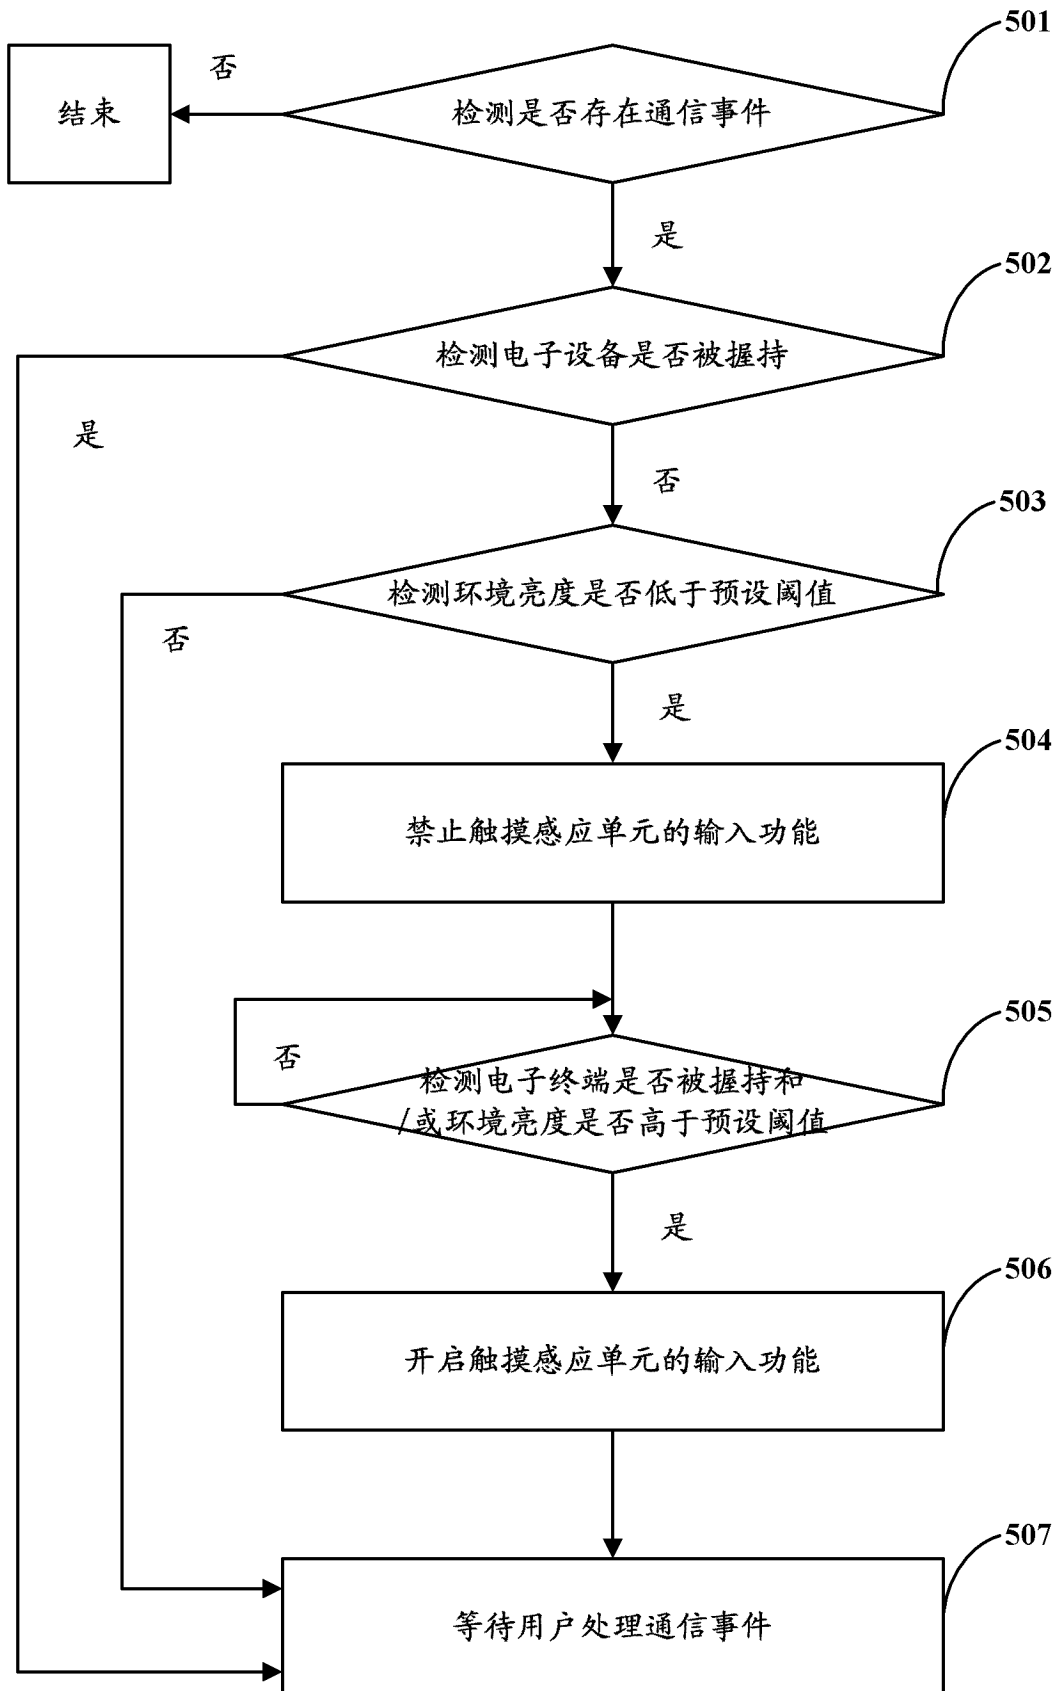 501
否
结束
检测是否存在通信事件
是
502
检测电子设备是否被握持
是
否
503
检测环境亮度是否低于预设阈值
否
是
504
禁止触摸感应单元的输入功能
505
否
检测电子终端是否被握持和
/或环境亮度是否高于预设阈值
是
506
开启触摸感应单元的输入功能
507
等待用户处理通信事件